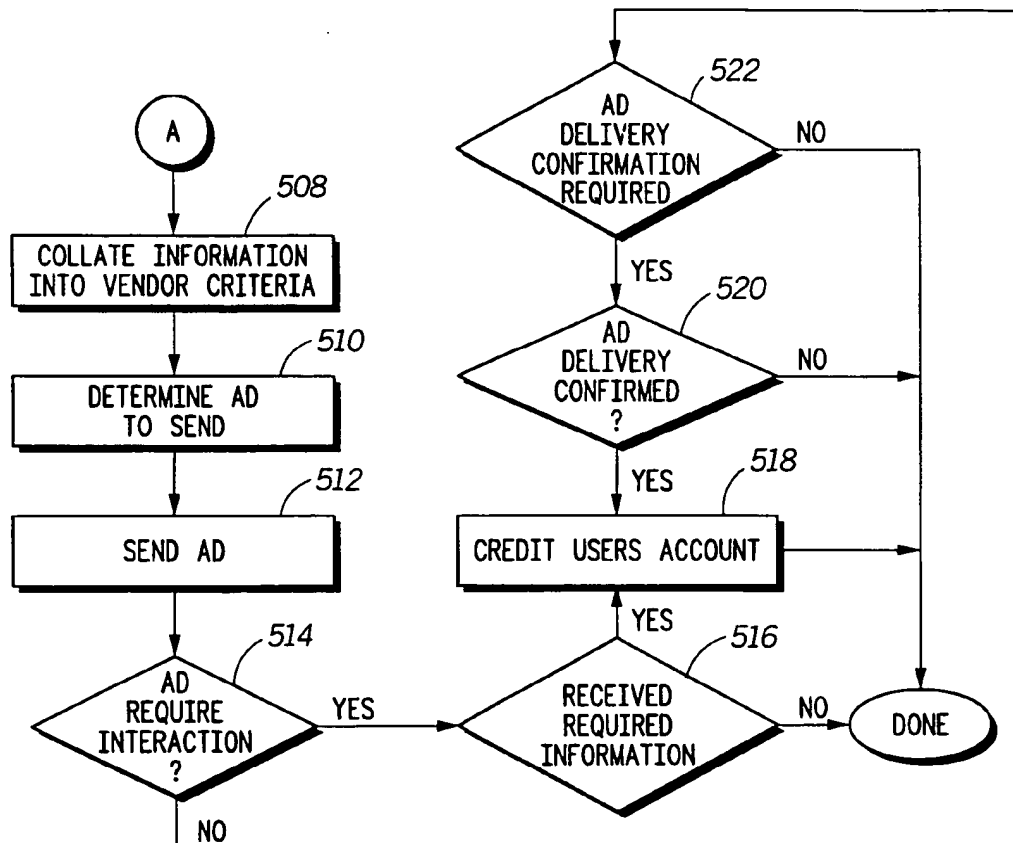 A
508
COLLATE INFORMATION
INTO VENDOR CRITERIA
510
DETERMINE AD
TO SEND
512
SEND AD
514
AD
REQUIRE
INTERACTION
?
YES
NO
522
AD
DELIVERY
CONFIRMATION
REQUIRED
NO
YES
520
AD
DELIVERY
CONFIRMED
?
NO
YES
518
CREDIT USERS ACCOUNT
YES
516
RECEIVED
REQUIRED
INFORMATION
NO
DONE